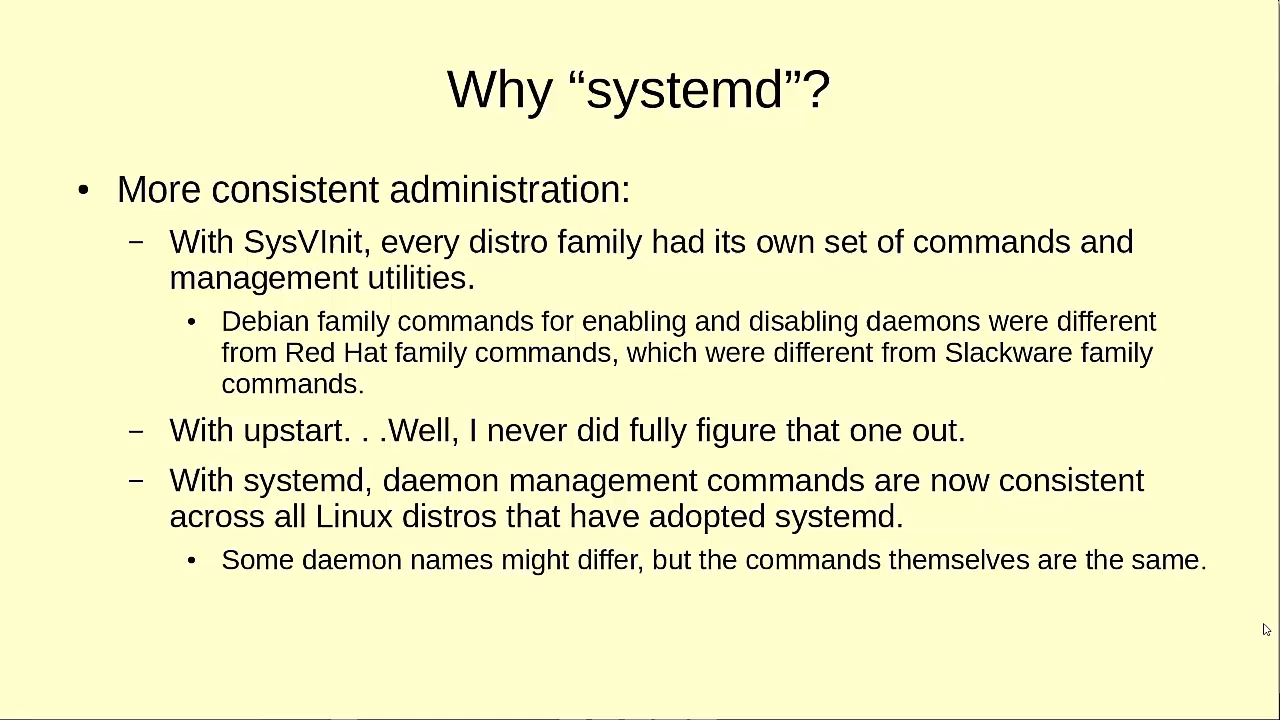 Why “systemd”?
• More consistent administration:
– With SysVInit, every distro family had its own set of commands and
management utilities.
• Debian family commands for enabling and disabling daemons were different
from Red Hat family commands, which were different from Slackware family
commands.
– With upstart. . .Well, I never did fully figure that one out.
– With systemd, daemon management commands are now consistent
across all Linux distros that have adopted systemd.
• Some daemon names might differ, but the commands themselves are the same.